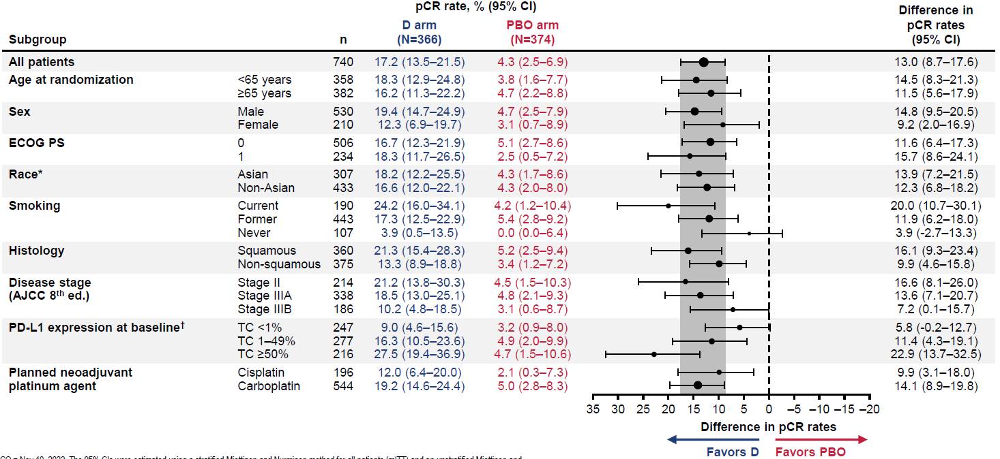 pCR rate, % (95% CI)
Subgroup n D arm (N=366) PBO arm (N=374) Difference in pCR rates (95% CI)
All patients 740 17.2 (13.5–21.5) 4.3 (2.5–6.9) 13.0 (8.7–17.6)
Age at randomization <65 years 358 18.3 (12.9–24.8) 3.8 (1.6–7.7) 14.5 (8.3–21.3)
≥65 years 382 16.2 (11.3–22.2) 4.7 (2.2–8.8) 11.5 (5.6–17.9)
Sex Male 530 19.4 (14.7–24.9) 4.7 (2.5–7.9) 14.8 (9.5–20.5)
Female 210 12.3 (6.9–19.7) 3.1 (0.7–8.9) 9.2 (2.0–16.9)
ECOG PS 0 506 16.7 (12.3–21.9) 5.1 (2.7–8.6) 11.6 (6.4–17.3)
1 234 18.3 (11.7–26.5) 2.5 (0.5–7.2) 15.7 (8.6–24.1)
Race* Asian 307 18.2 (12.2–25.5) 4.3 (1.7–8.6) 13.9 (7.2–21.5)
Non-Asian 433 16.6 (12.0–22.1) 4.3 (2.0–8.0) 12.3 (6.8–18.2)
Smoking Current 190 24.2 (16.0–34.1) 4.2 (1.2–10.4) 20.0 (10.7–30.1)
Former 443 17.3 (12.5–22.9) 5.4 (2.8–9.2) 11.9 (6.2–18.0)
Never 107 3.9 (0.5–13.5) 0.0 (0.0–6.4) 3.9 (-2.7–13.3)
Histology Squamous 360 21.3 (15.4–28.3) 5.2 (2.5–9.4) 16.1 (9.3–23.4)
Non-squamous 375 13.3 (8.9–18.8) 3.4 (1.2–7.2) 9.9 (4.6–15.8)
Disease stage Stage II 214 21.2 (13.8–30.3) 4.5 (1.5–10.3) 16.6 (8.1–26.0)
(AJCC 8th ed.) Stage IIIA 338 18.5 (13.0–25.1) 4.8 (2.1–9.3) 13.6 (7.1–20.7)
Stage IIIB 186 10.2 (4.8–18.5) 3.1 (0.6–8.7) 7.2 (0.1–15.7)
PD-L1 expression at baseline† TC <1% 247 9.0 (4.6–15.6) 3.2 (0.9–8.0) 5.8 (-0.2–12.7)
TC 1–49% 277 16.3 (10.5–23.6) 4.9 (2.0–9.9) 11.4 (4.3–19.1)
TC ≥50% 216 27.5 (19.4–36.9) 4.7 (1.5–10.6) 22.9 (13.7–32.5)
Planned neoadjuvant Cisplatin 196 12.0 (6.4–20.0) 2.1 (0.3–7.3) 9.9 (3.1–18.0)
platinum agent Carboplatin 544 19.2 (14.6–24.4) 5.0 (2.8–8.3) 14.1 (8.9–19.8)
35 30 25 20 15 10 5 0 –5 –10 –15 –20
Difference in pCR rates
Favors D Favors PBO